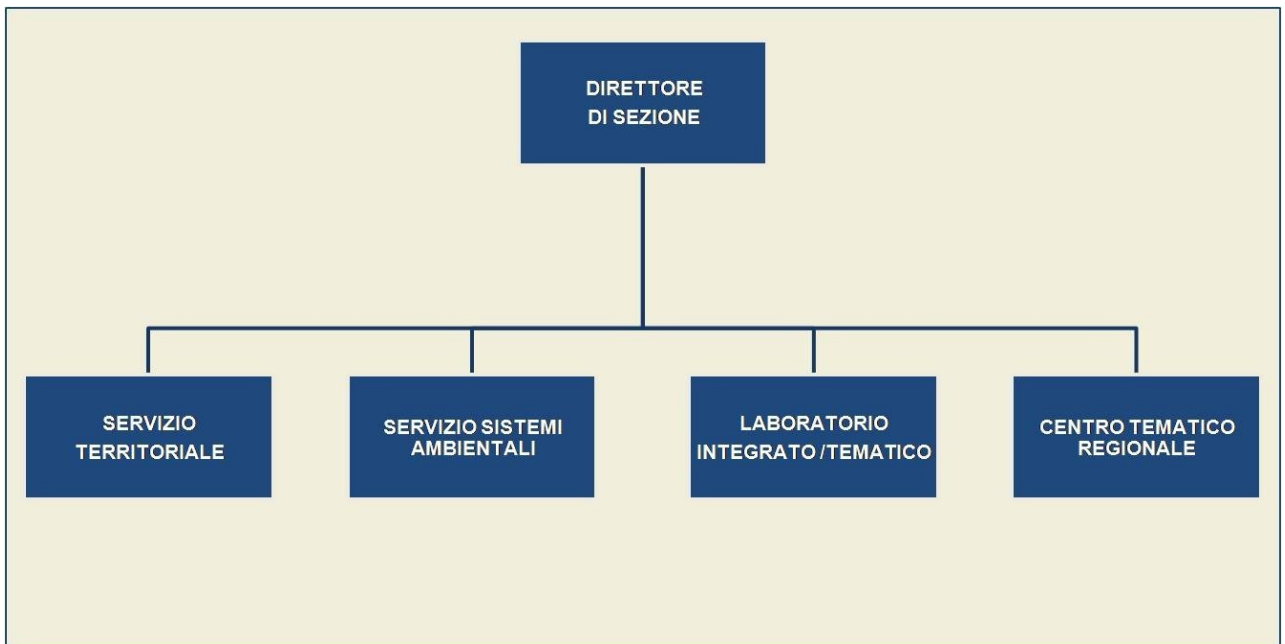 DIRETTORE
DI SEZIONE
SERVIZIO
TERRITORIALE
SERVIZIO SISTEMI
AMBIENTALI
LABORATORIO
INTEGRATO /TEMATICO
CENTRO TEMATICO
REGIONALE